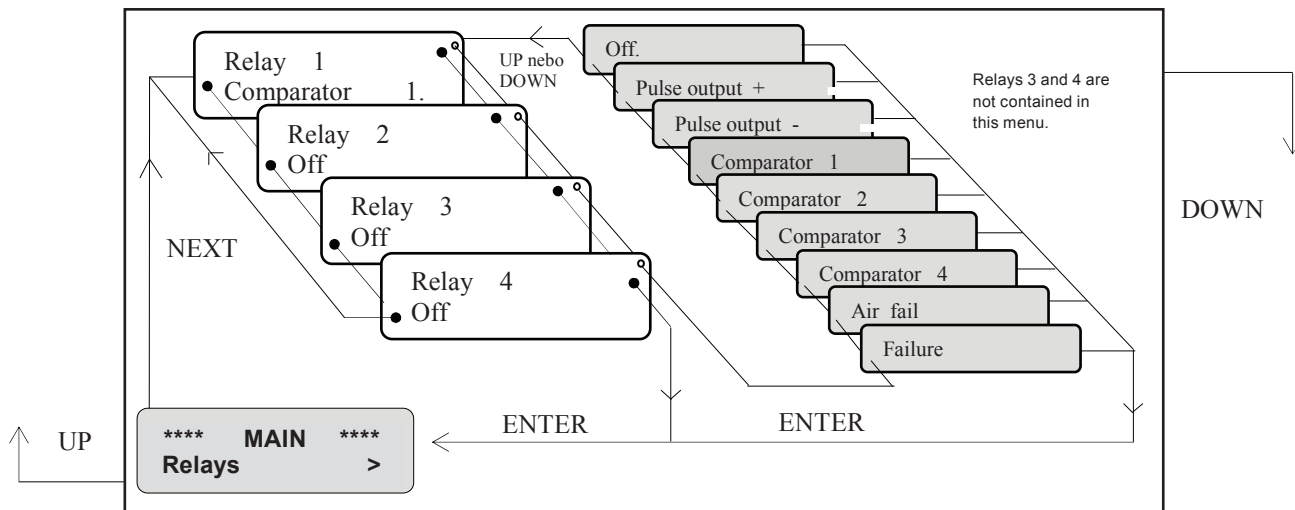 Relay 1
Comparator 1.
Relay 2
Off
Relay 3
Off
Relay 4
Off
UP nebo
DOWN
Off.
Pulse output +
Pulse output -
Comparator 1
Comparator 2
Comparator 3
Comparator 4
Air fail
Failure
Relays 3 and 4 are
not contained in
this menu.
NEXT
DOWN
UP
**** MAIN ****
Relays >
ENTER
ENTER